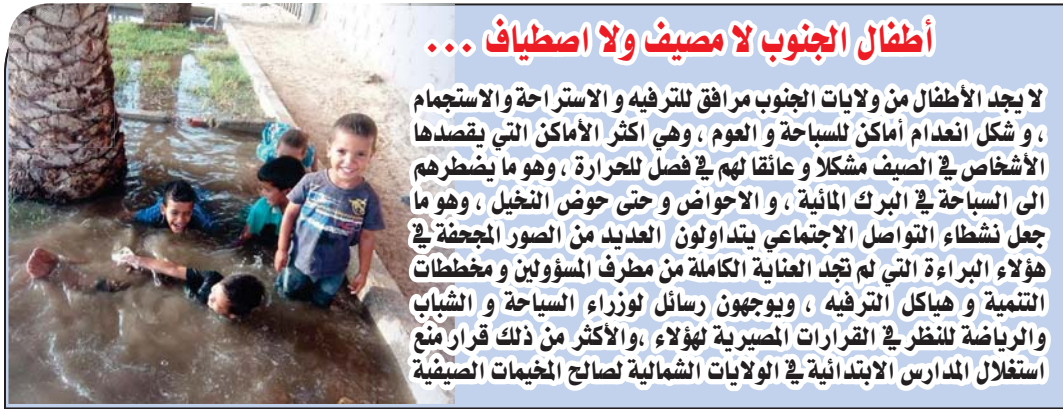 أطفال الجنوب لا مصيف ولا اصطياف ...
لا يجد الأطفال من ولايات الجنوب مرافق للترفيه و الاستراحة والاستجمام
، و شكل انعدام أماكن للسباحة و العوم ، وهي اكثر الأماكن التي يقصدها
الأشخاص في الصيف مشكلا و عائقا لهم في فصل للحرارة ، وهو ما يضطرهم
الى السباحة في البرك المائية ، و الاحواض و حتى حوض النخيل ، وهو ما
جعل نشطاء التواصل الاجتماعي يتداولون العديد من الصور المجحفة في
هؤلاء البراءة التي لم تجد العناية الكاملة من مطرف المسؤولين و مخططات
التنمية و هياكل الترفيه ، ويوجهون رسائل لوزراء السياحة و الشباب
والرياضة للنظر في القرارات المصيرية لهؤلاء ،والأكثر من ذلك قرار منع
استغلال المدارس الابتدائية في الولايات الشمالية لصالح المخيمات الصيفية